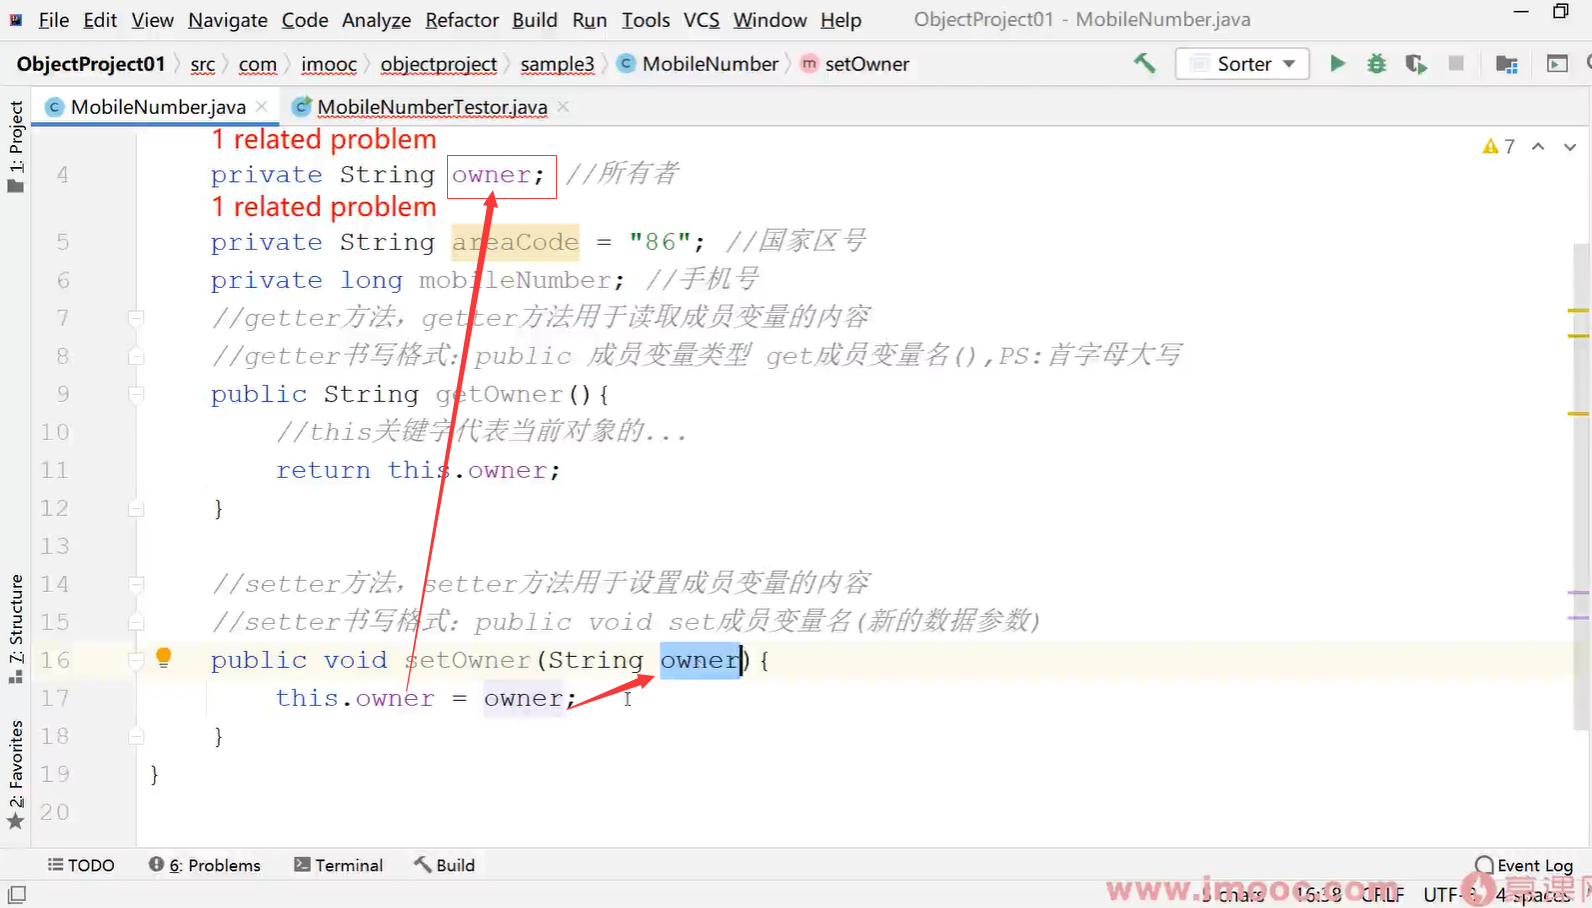 File Edit View Navigate Code Analyze Refactor Build Run Tools VCS Window Help ObjectProject01 - MobileNumber.java
ObjectProject01 src com imooc objectproject sample3 MobileNumber setOwner Sorter
MobileNumber.java MobileNumberTestor.java
1: Project
7: Structure
2: Favorites
7
1 related problem
4 private String owner; //所有者
1 related problem
5 private String areaCode = "86"; //国家区号
6 private long mobileNumber; //手机号
7 //getter方法，getter方法用于读取成员变量的内容
8 //getter书写格式：public 成员变量类型 get成员变量名(),PS:首字母大写
9 public String getOwner(){
10 //this关键字代表当前对象的...
11 return this.owner;
12 }
13
14 //setter方法，setter方法用于设置成员变量的内容
15 //setter书写格式：public void set成员变量名(新的数据参数)
16 public void setOwner(String owner){
17 this.owner = owner;
18 }
19 }
20
TODO 6: Problems Terminal Build Event Log
5 chars 16:38 CRLF UTF-8 4 spaces
www.imooc.com 慕课网